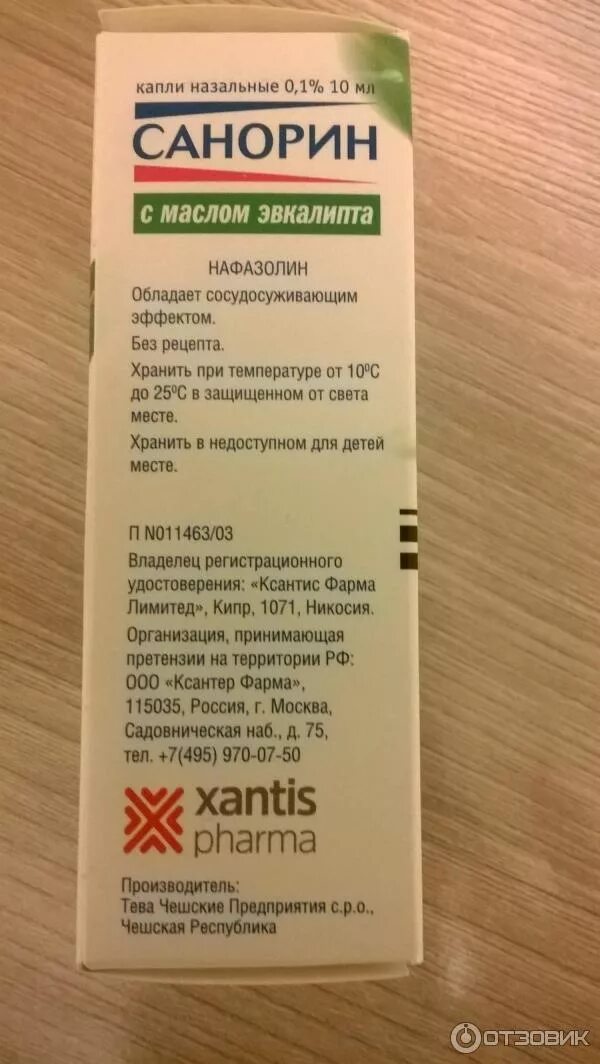 капли назальные 0,1% 10 мл
САНОРИН
с маслом эвкалипта
НАФАЗОЛИН
Обладает сосудосуживающим
эффектом.
Без рецепта.
Хранить при температуре от 10⁰С
до 25⁰С в защищенном от света
месте.
Хранить в недоступном для детей
месте.
П N011463/03
Владелец регистрационного
удостоверения: «Ксантис Фарма
Лимитед», Кипр, 1071, Никосия.
Организация, принимающая
претензии на территории РФ:
ООО «Ксантер Фарма»,
115035, Россия, г. Москва,
Садовническая наб., д. 75,
тел. +7(495) 970-07-50
xantis
pharma
Производитель:
Тева Чешские Предприятия с.р.о.,
Чешская Республика
ОТЗОВИК